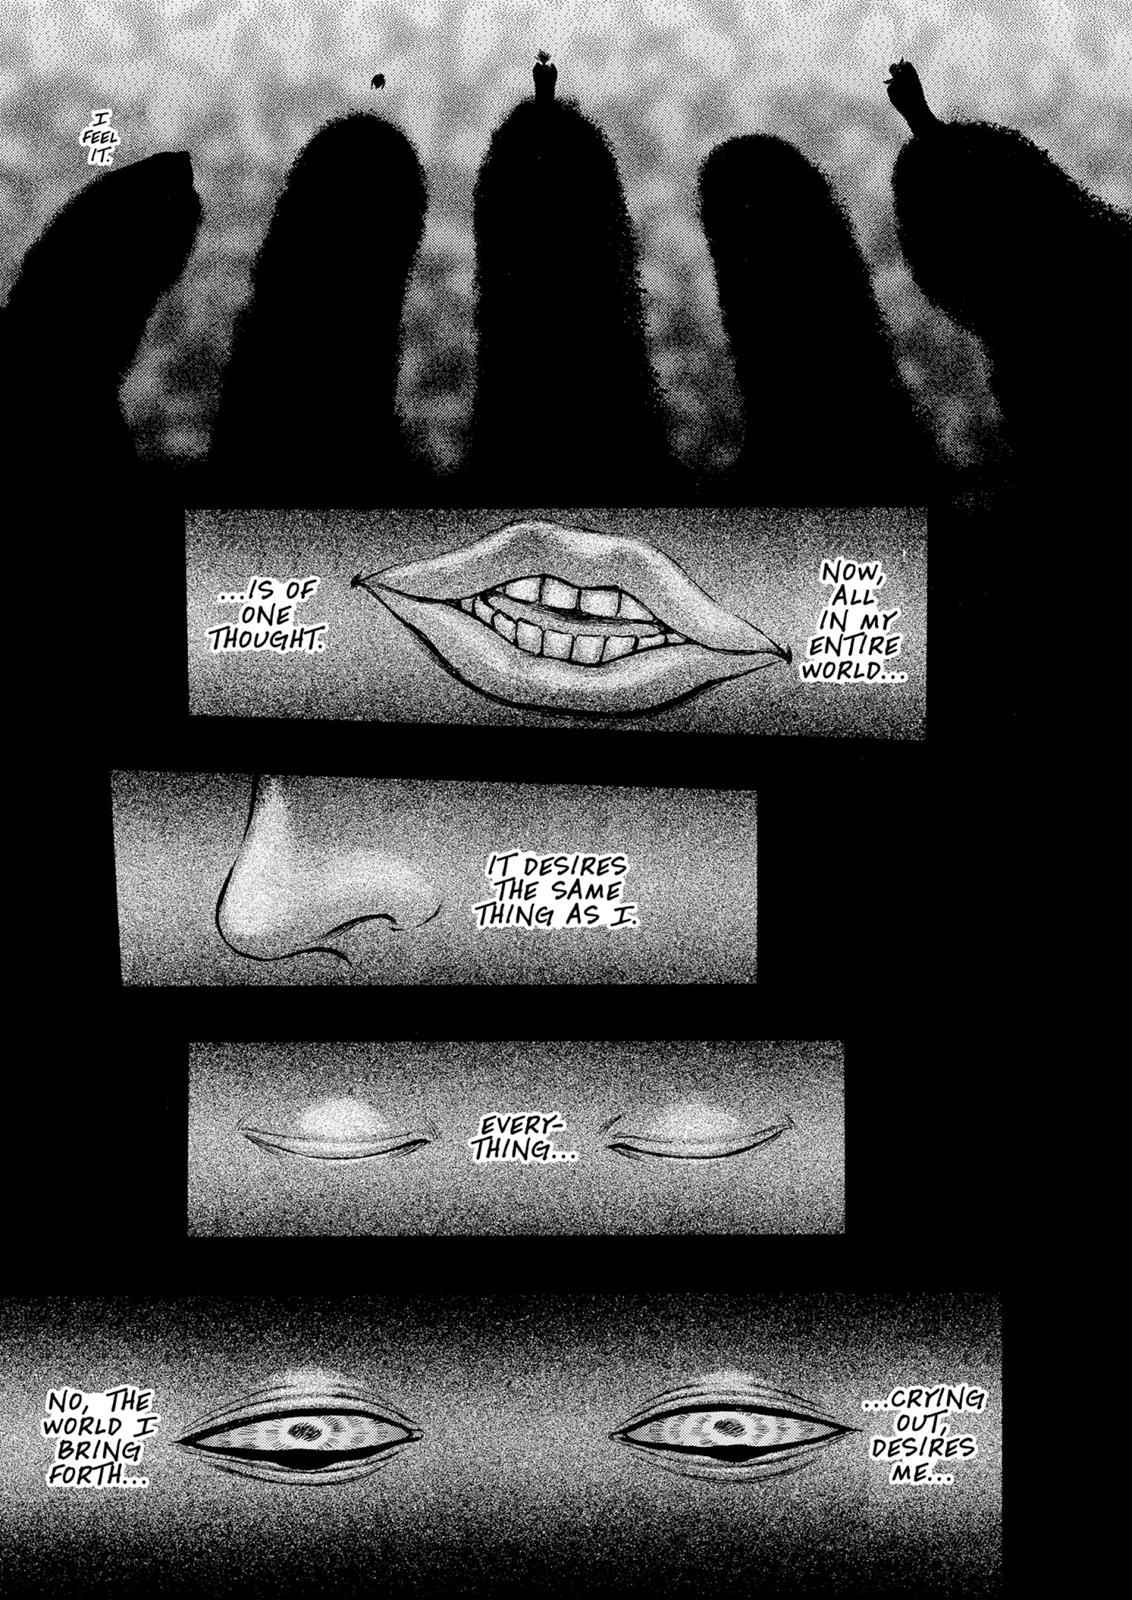 I
FEEL
IT.
NOW,
ALL
IN MY
ENTIRE
WORLD...
...IS OF
ONE
THOUGHT.
IT DESIRES
THE SAME
THING AS I.
EVERY-
THING...
...CRYING
OUT,
DESIRES
ME...
NO, THE
WORLD I
BRING
FORTH...